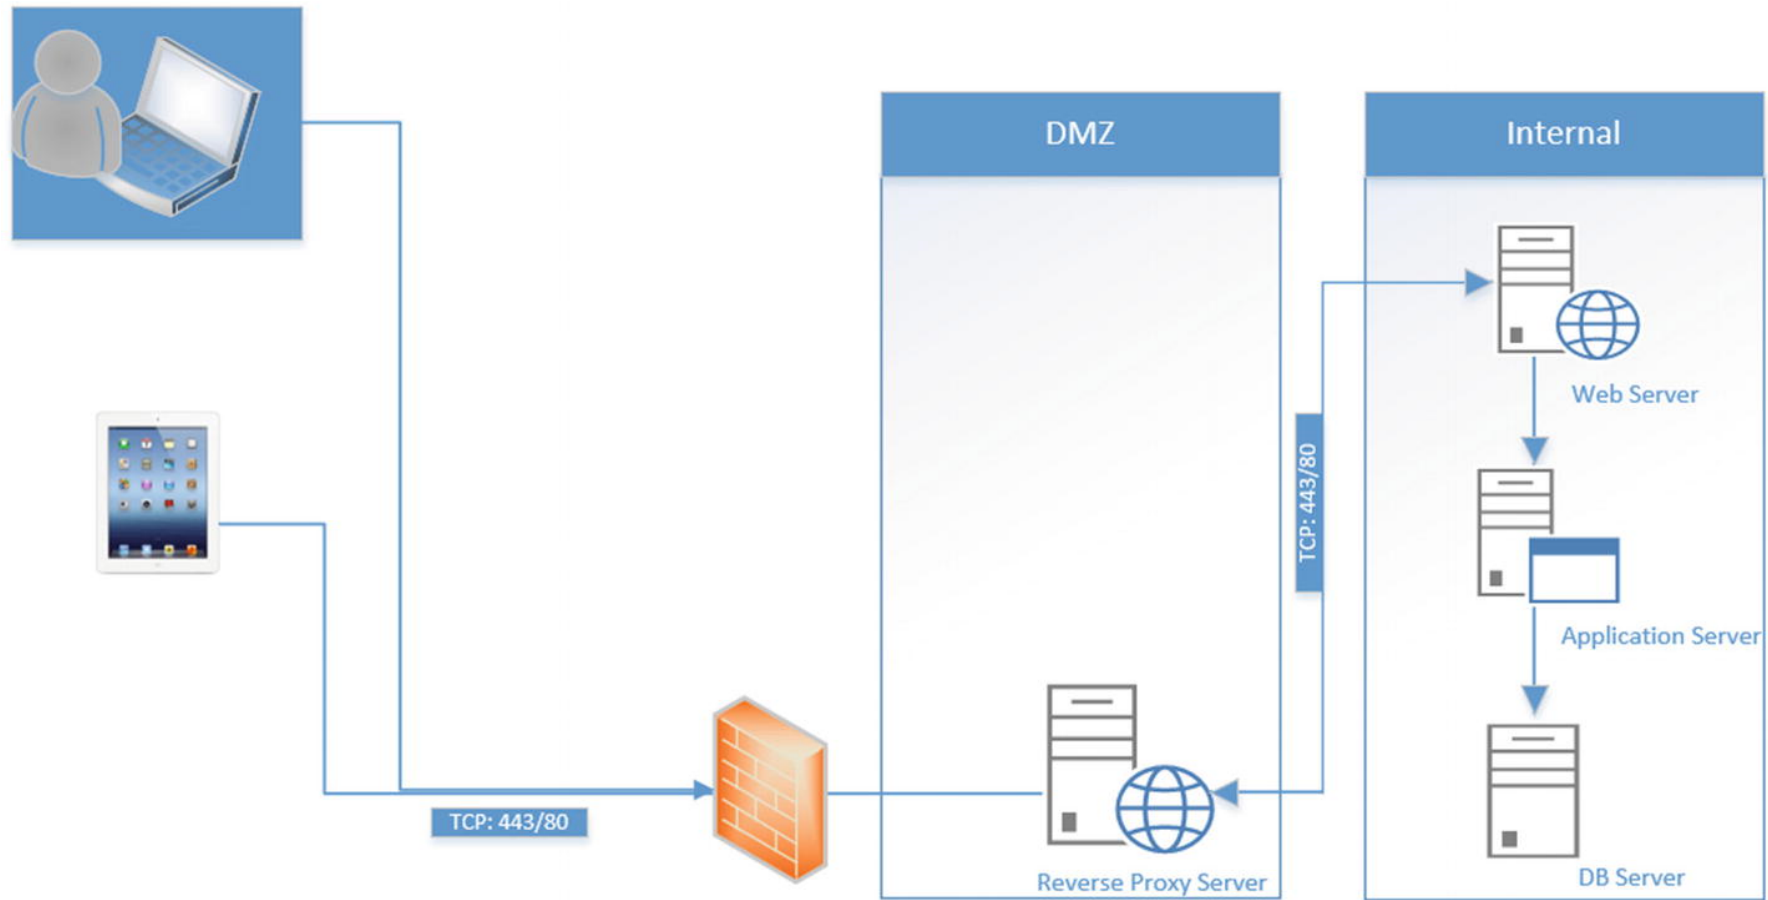 DMZ
Internal
Web Server
TCP: 443/80
Application Server
TCP: 443/80
Reverse Proxy Server
DB Server